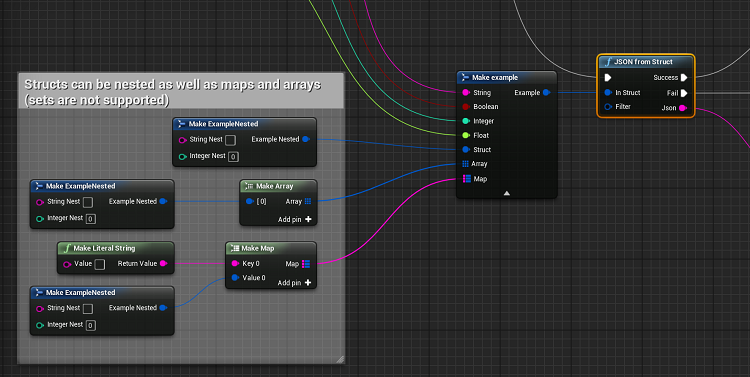 Structs can be nested as well as maps and arrays
(sets are not supported)
Make ExampleNested
String Nest Example Nested
Integer Nest 0
Make ExampleNested
String Nest Example Nested
Integer Nest 0
Make Array
[0] Array
Add pin +
Make Literal String
Value Return Value
Make Map
Key 0 Map
Value 0
Add pin +
Make ExampleNested
String Nest Example Nested
Integer Nest 0
Make example
String Example
Boolean
Integer
Float
Struct
Array
Map
JSON from Struct
Success
In Struct Fail
Filter Json